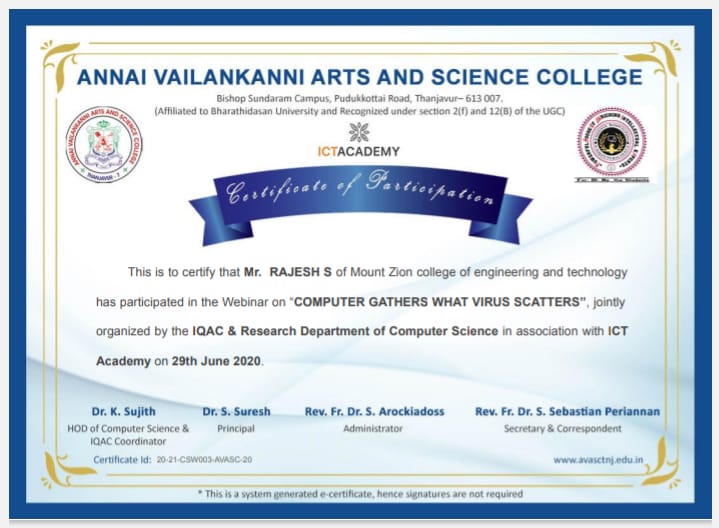 ANNAI VAILANKANNI ARTS AND SCIENCE COLLEGE
Bishop Sundaram Campus, Pudukkottai Road, Thanjavur– 613 007.
(Affiliated to Bharathidasan University and Recognized under section 2(f) and 12(B) of the UGC)
ANNAI VAILANKANNI ARTS AND SCIENCE COLLEGE
THANJAVUR - 7
ICTACADEMY
Certificate of Participation
This is to certify that Mr. RAJESH S of Mount Zion college of engineering and technology
has participated in the Webinar on “COMPUTER GATHERS WHAT VIRUS SCATTERS”, jointly
organized by the IQAC & Research Department of Computer Science in association with ICT
Academy on 29th June 2020.
Dr. K. Sujith Dr. S. Suresh Rev. Fr. Dr. S. Arockiadoss Rev. Fr. Dr. S. Sebastian Periannan
HOD of Computer Science & Principal Administrator Secretary & Correspondent
IQAC Coordinator
Certificate Id: 20-21-CSW003-AVASC-20 www.avasctnj.edu.in
* This is a system generated e-certificate, hence signatures are not required